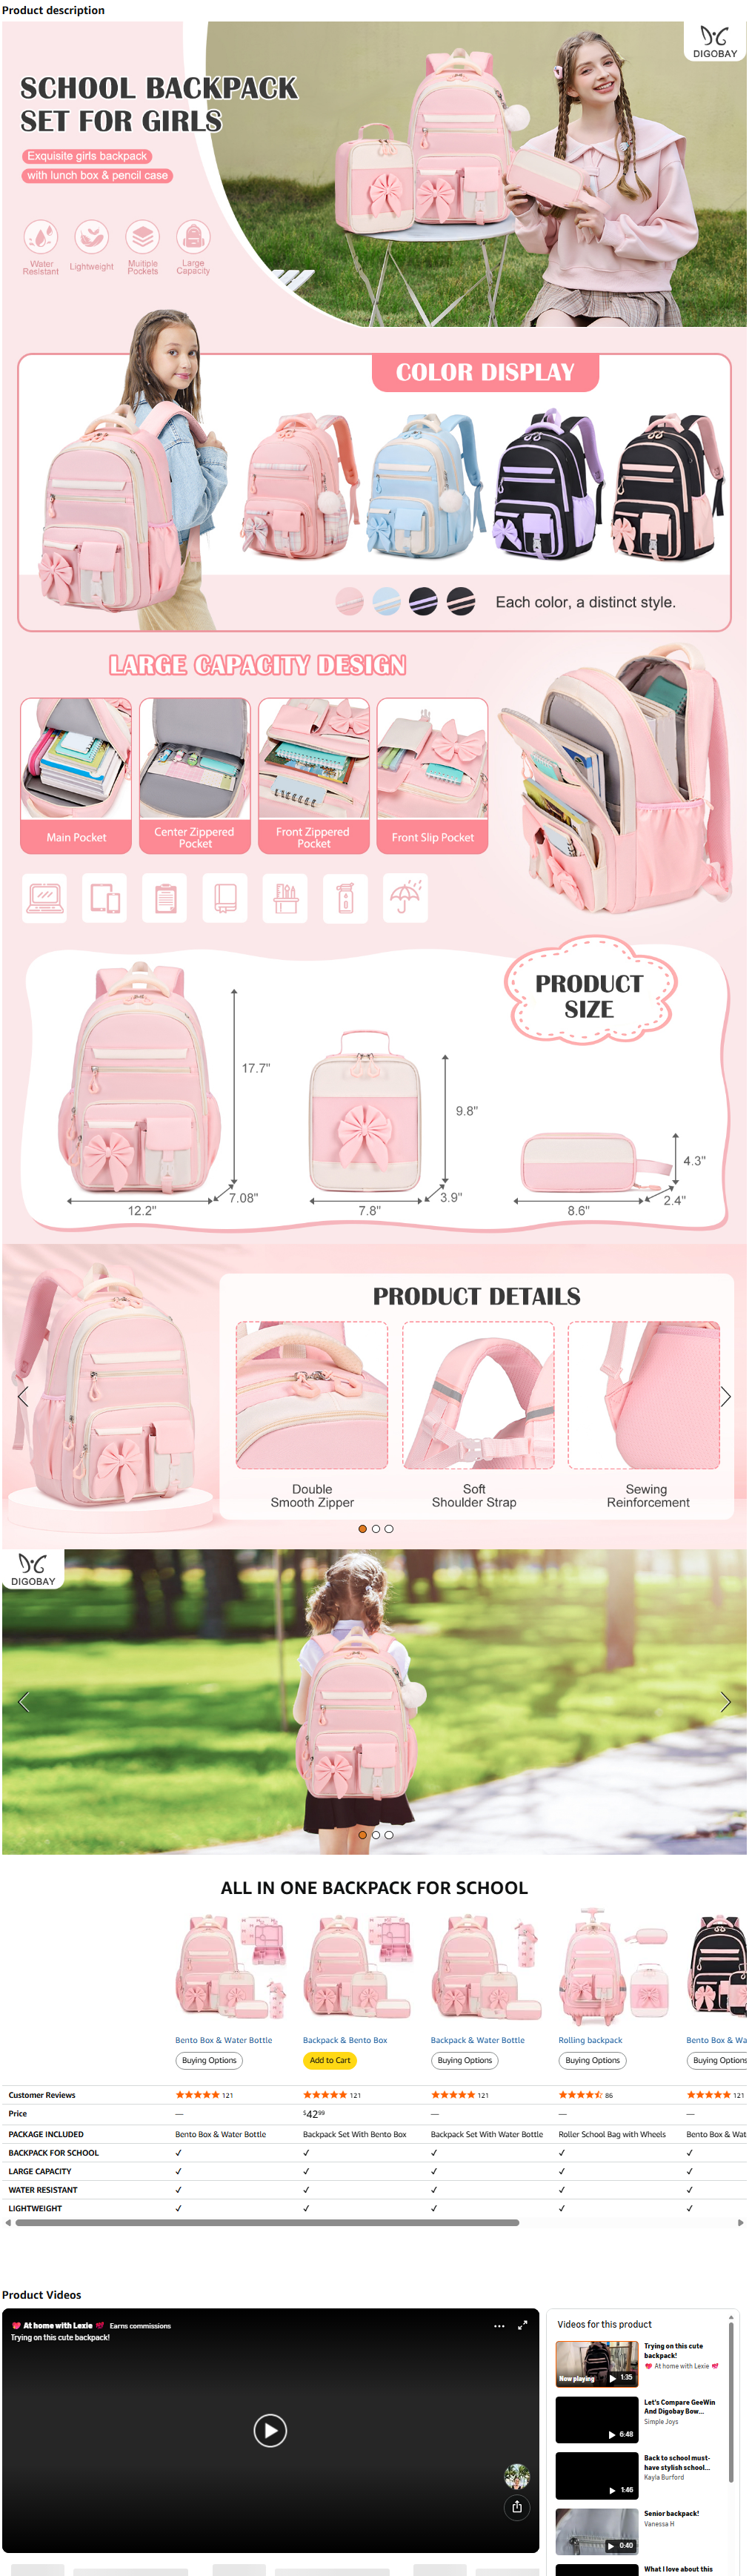 Product description
DIGOBAY
SCHOOL BACKPACK
SET FOR GIRLS
Exquisite girls backpack
with lunch box & pencil case
Water
Resistant
Lightweight
Muitiple
Pockets
Large
Capacity
COLOR DISPLAY
Each color, a distinct style.
LARGE CAPACITY DESIGN
Main Pocket
Center Zippered
Pocket
Front Zippered
Pocket
Front Slip Pocket
PRODUCT
SIZE
17.7"
12.2"
7.08"
9.8"
7.8"
3.9"
4.3"
8.6"
2.4"
PRODUCT DETAILS
Double
Smooth Zipper
Soft
Shoulder Strap
Sewing
Reinforcement
DIGOBAY
ALL IN ONE BACKPACK FOR SCHOOL
Bento Box & Water Bottle
Backpack & Bento Box
Backpack & Water Bottle
Rolling backpack
Bento Box & Wa
Buying Options
Add to Cart
Buying Options
Buying Options
Buying Options
Customer Reviews
121
121
121
86
121
Price
—
$42.99
—
—
—
PACKAGE INCLUDED
Bento Box & Water Bottle
Backpack Set With Bento Box
Backpack Set With Water Bottle
Roller School Bag with Wheels
Bento Box & Wat
BACKPACK FOR SCHOOL
✓ ✓ ✓ ✓ ✓
LARGE CAPACITY
✓ ✓ ✓ ✓ ✓
WATER RESISTANT
✓ ✓ ✓ ✓ ✓
LIGHTWEIGHT
✓ ✓ ✓ ✓ ✓
Product Videos
At home with Lexie Earns commissions
Trying on this cute backpack!
Videos for this product
Now playing
1:35
Trying on this cute
backpack!
At home with Lexie
6:48
Let's Compare GeeWin
And Digobay Bow...
Simple Joys
1:46
Back to school must-
have stylish school...
Kayla Burford
0:40
Senior backpack!
Vanessa H
What I love about this